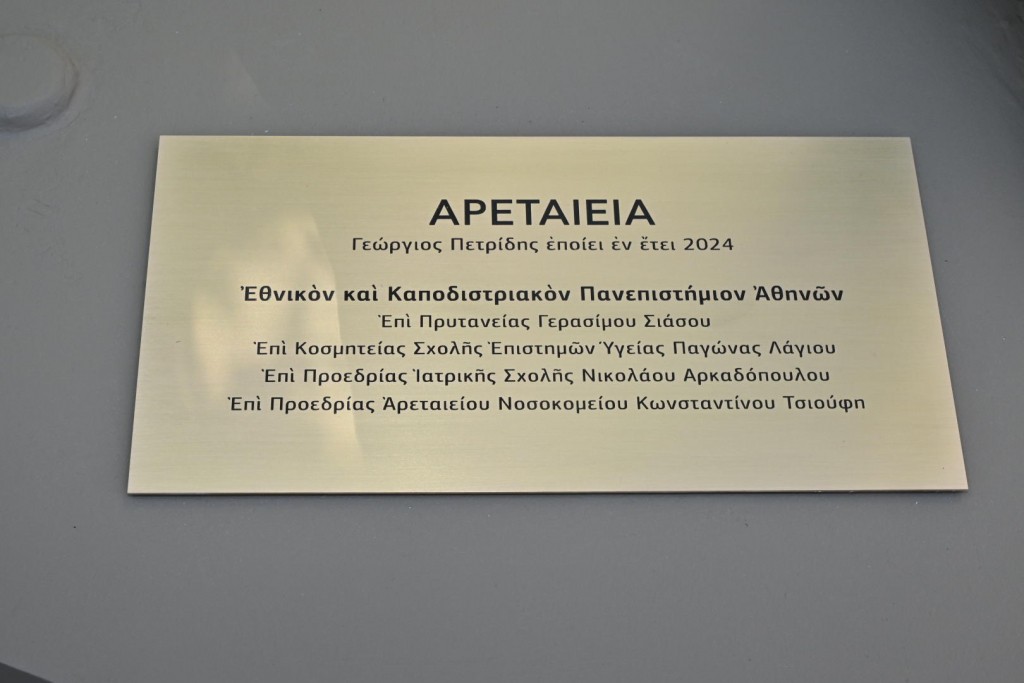 ΑΡΕΤΑΙΕΙΑ
Γεώργιος Πετρίδης ἐποίει ἐν ἔτει 2024
Ἐθνικὸν καὶ Καποδιστριακὸν Πανεπιστήμιον Ἀθηνῶν
Ἐπὶ Πρυτανείας Γερασίμου Σιάσου
Ἐπὶ Κοσμητείας Σχολῆς Ἐπιστημῶν Ὑγείας Παγώνας Λάγιου
Ἐπὶ Προεδρίας Ἰατρικῆς Σχολῆς Νικολάου Αρκαδόπουλου
Ἐπὶ Προεδρίας Ἀρεταιείου Νοσοκομείου Κωνσταντίνου Τσιούφη